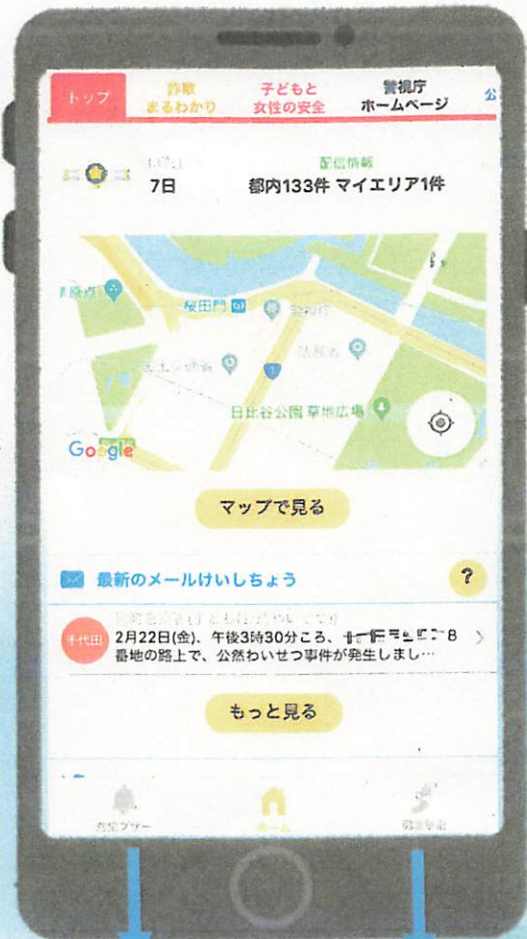 トップ
詐欺
まるわかり
子どもと
女性の安全
警視庁
ホームページ
公
配信情報
7日
都内133件 マイエリア1件
桜田門
日比谷公園 草地広場
Google
マップで見る
最新のメールけいしちょう
?
千代田
2月22日(金)、午後3時30分ころ、
8
番地の路上で、公然わいせつ事件が発生しまし…
もっと見る
ホーム